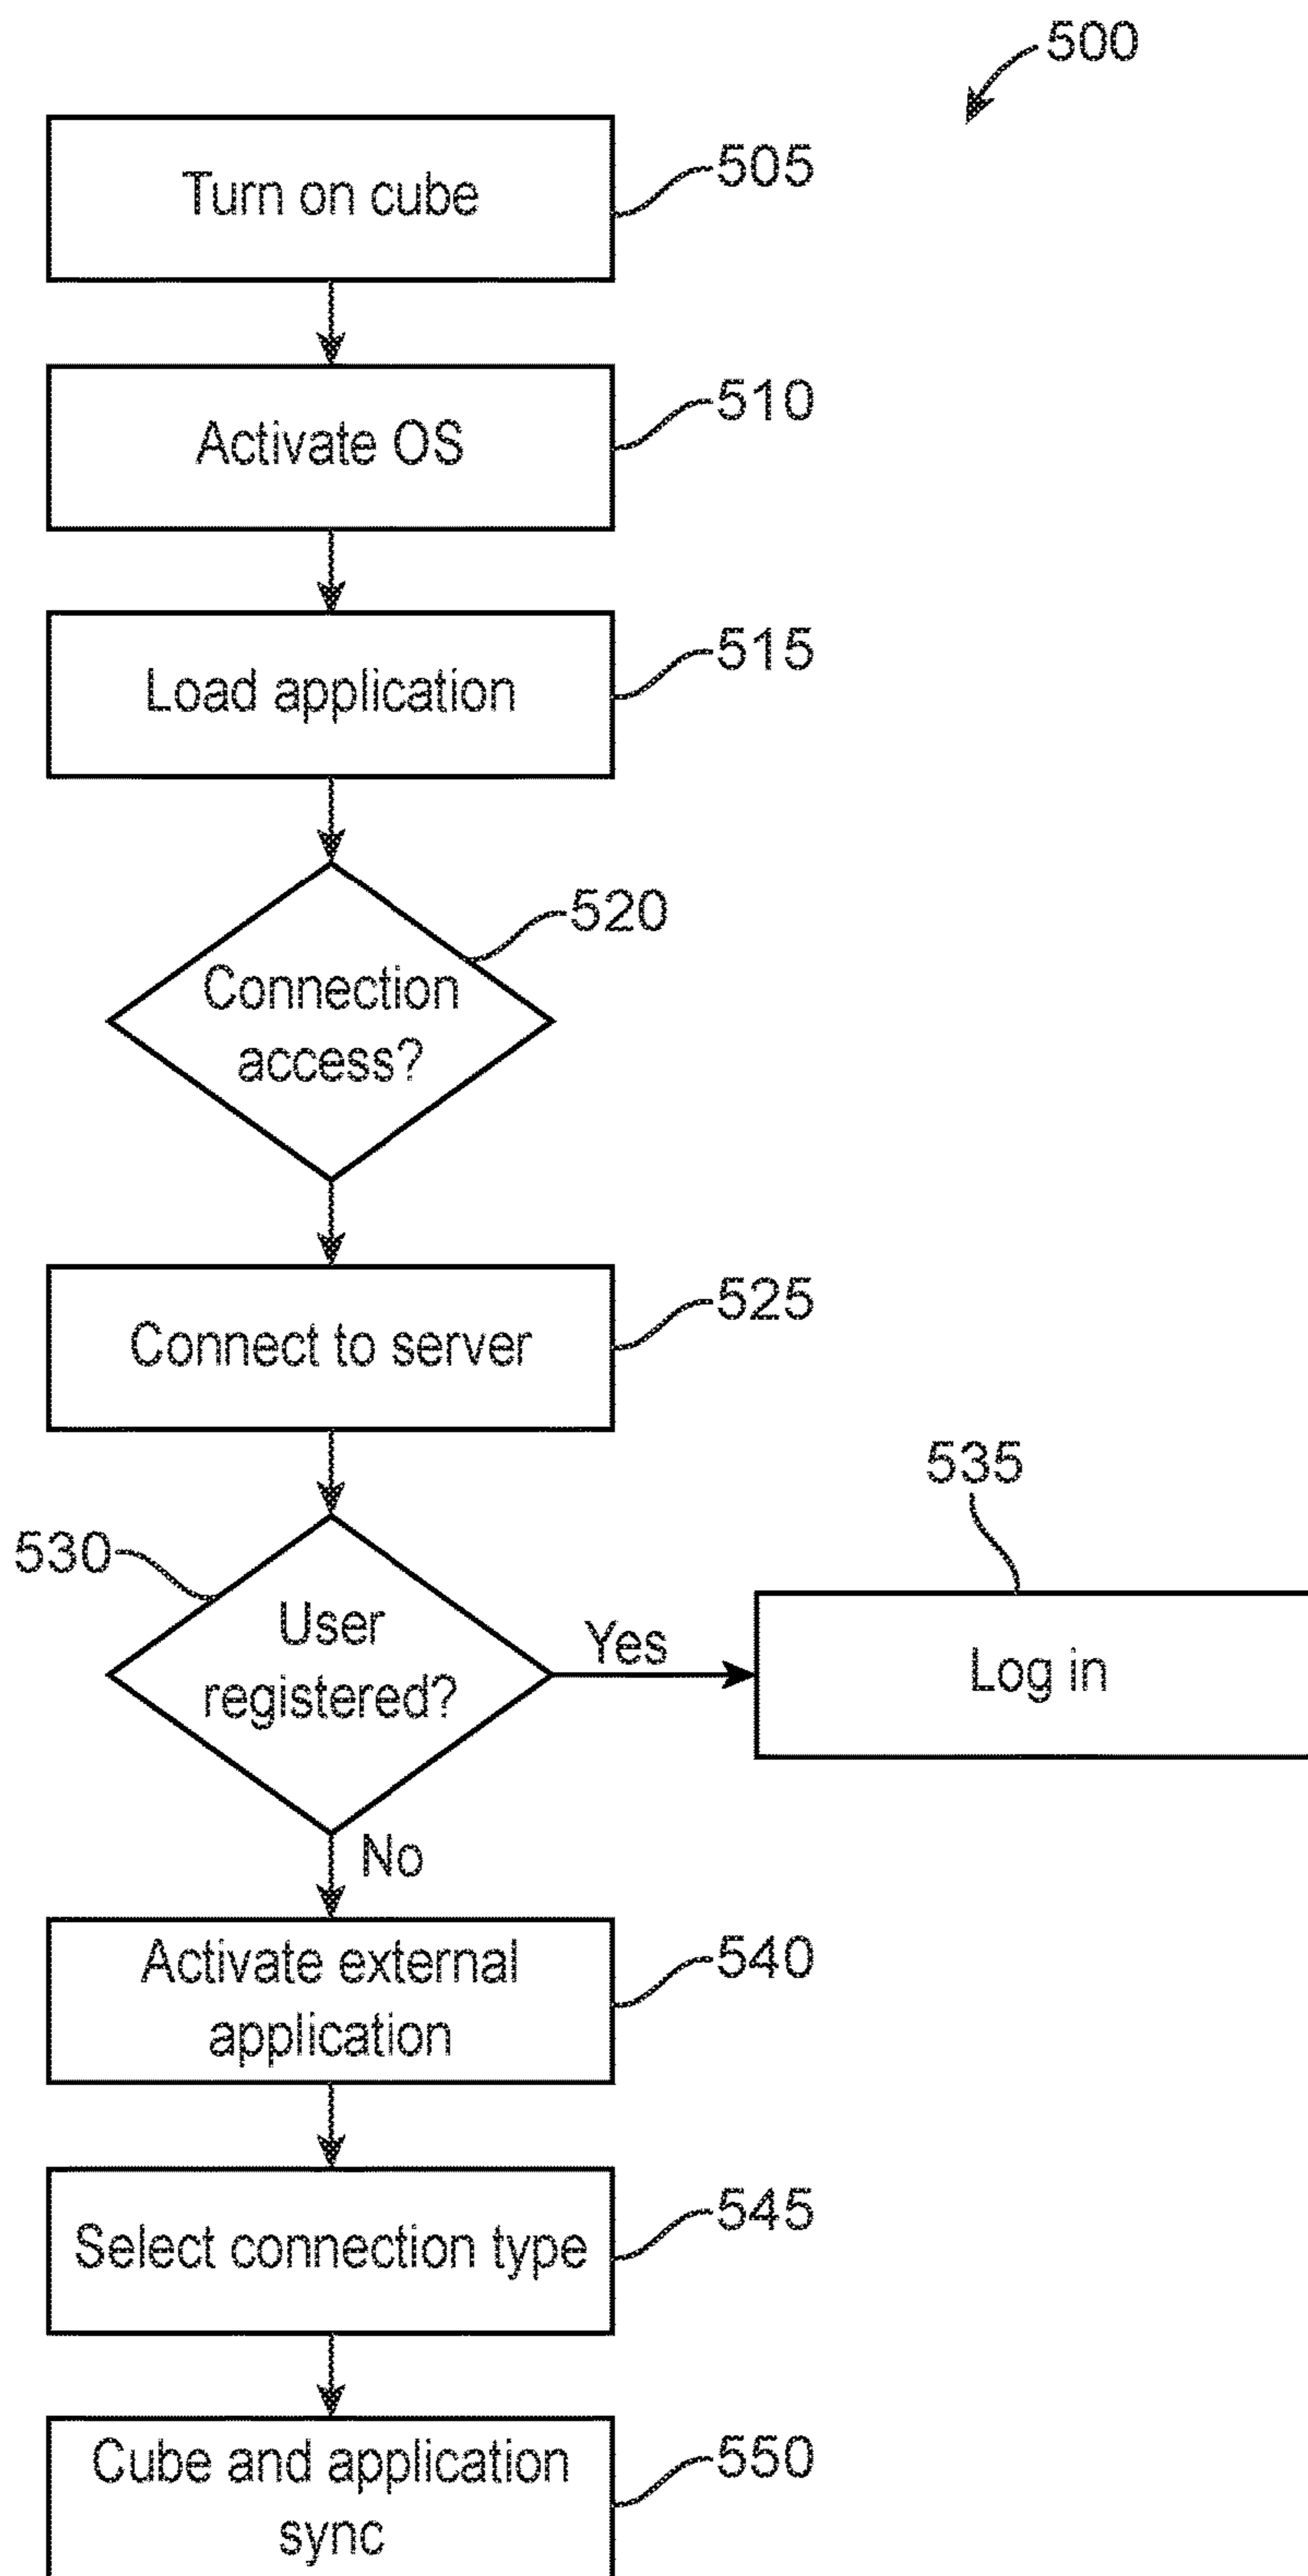 500
Turn on cube
505
Activate OS
510
Load application
515
520
Connection
access?
Connect to server
525
530
User
registered?
Yes
535
Log in
No
Activate external
application
540
Select connection type
545
Cube and application
sync
550